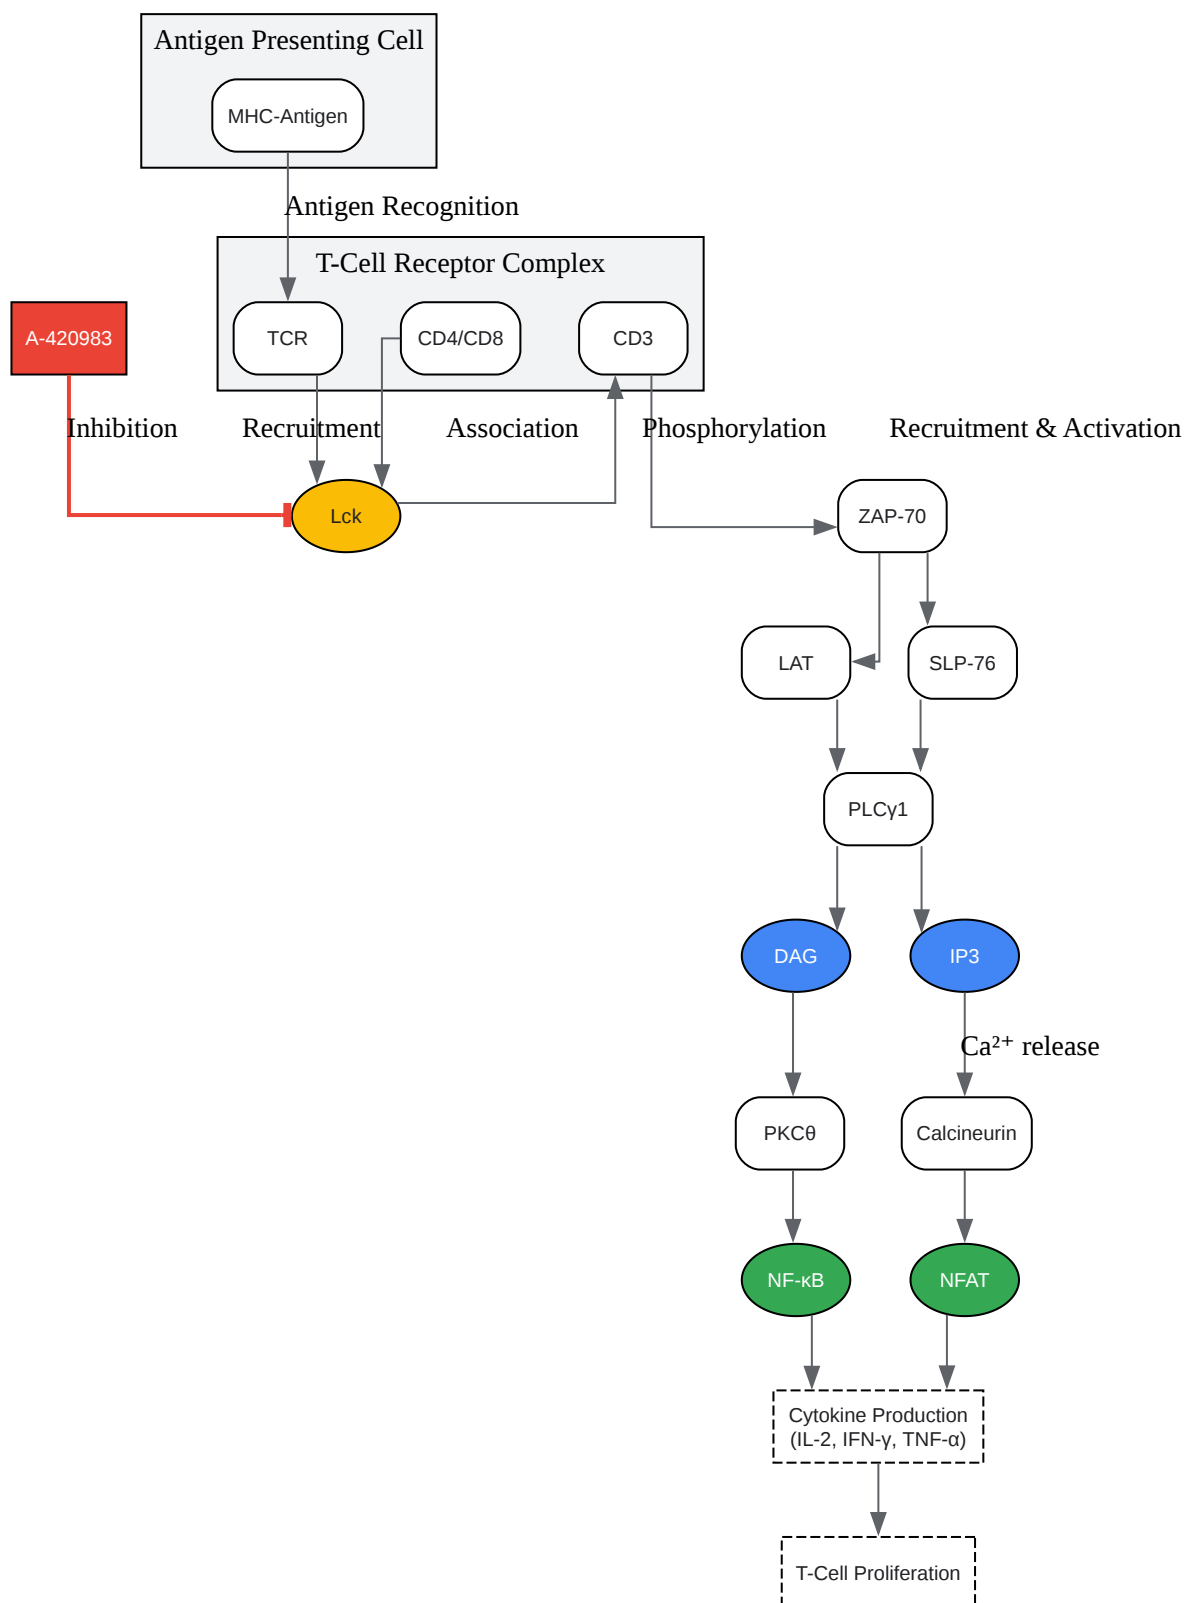 Antigen Presenting Cell
MHC-Antigen
Antigen Recognition
T-Cell Receptor Complex
A-420983
TCR
CD4/CD8
CD3
Inhibition
Recruitment
Association
Phosphorylation
Recruitment & Activation
Lck
ZAP-70
LAT
SLP-76
PLCγ1
DAG
IP3
Ca²⁺ release
PKCθ
Calcineurin
NF-κB
NFAT
Cytokine Production
(IL-2, IFN-γ, TNF-α)
T-Cell Proliferation